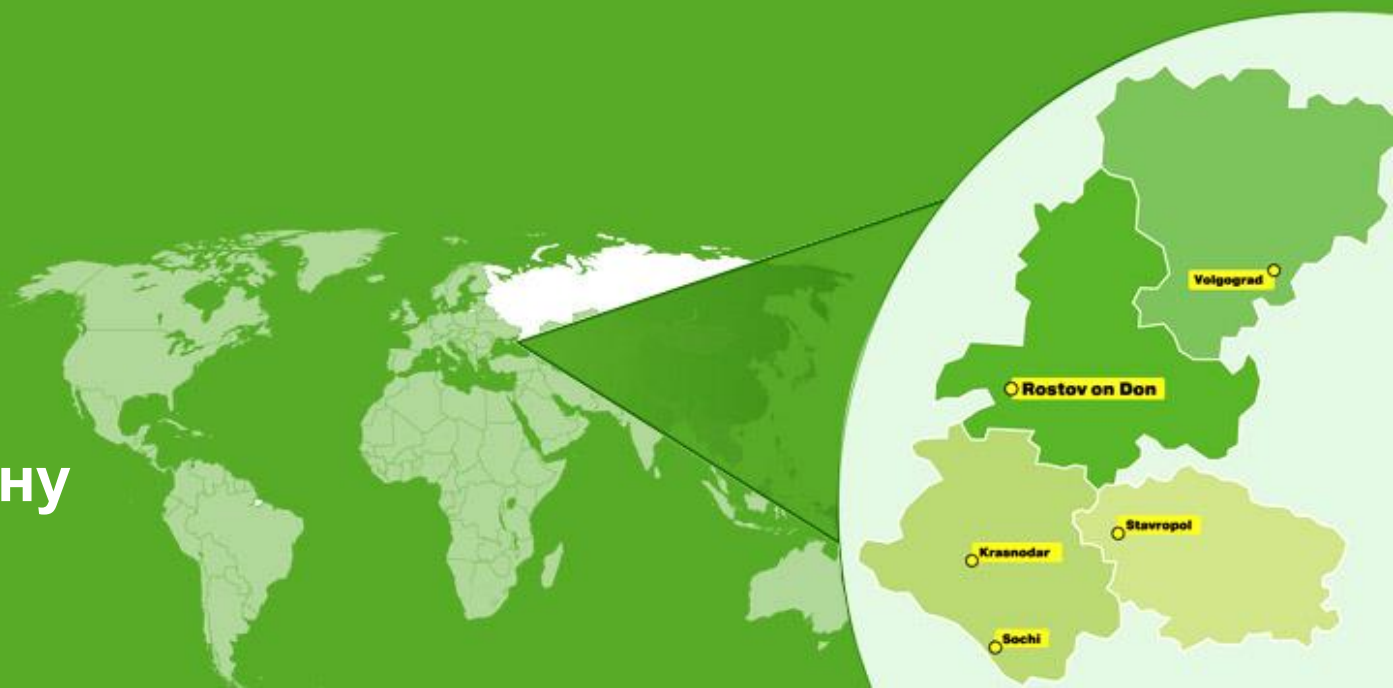 ну
Volgograd
Rostov on Don
Stavropol
Krasnodar
Sochi